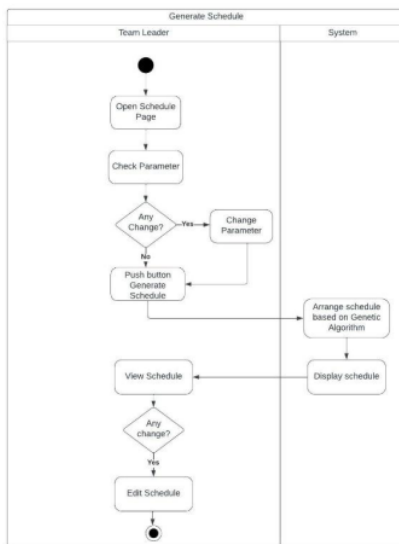 Generate Schedule
Team Leader
System
Open Schedule
Page
Check Parameter
Any
Change?
Yes
Change
Parameter
No
Push button
Generate
Schedule
Arrange schedule
based on Genetic
Algorithm
View Schedule
Display schedule
Any
change?
Yes
Edit Schedule